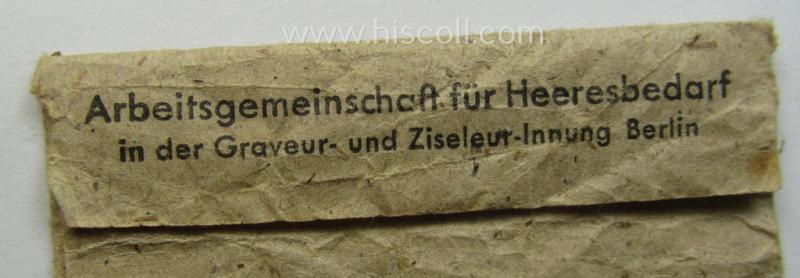 www.hiscoll.com
Arbeitsgemeinschaft für Heeresbedarf
in der Graveur- und Ziseleur-Innung Berlin